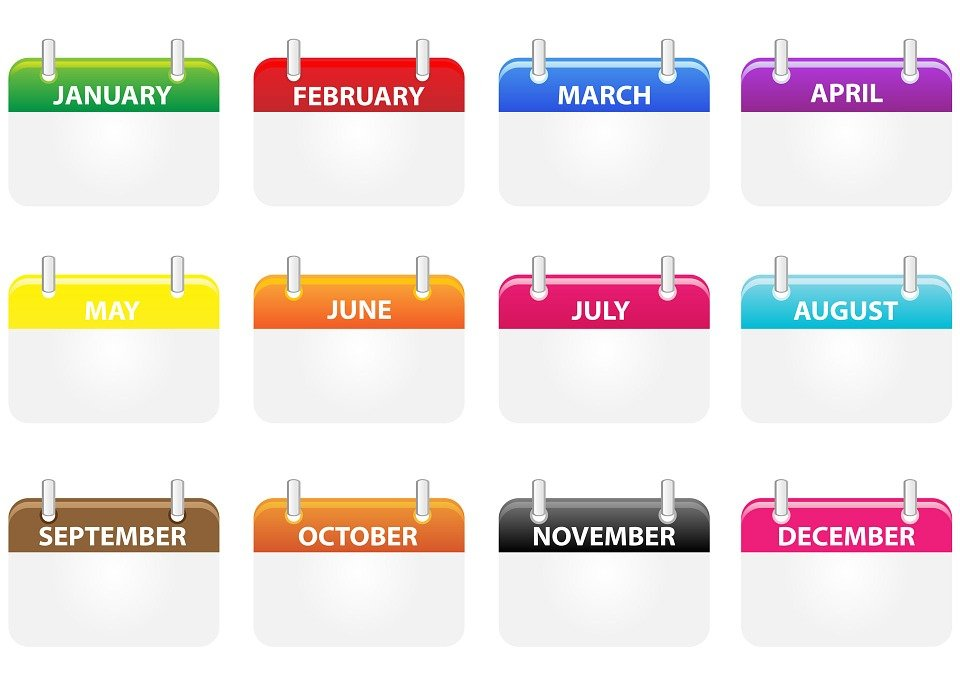 JANUARY
FEBRUARY
MARCH
APRIL
MAY
JUNE
JULY
AUGUST
SEPTEMBER
OCTOBER
NOVEMBER
DECEMBER